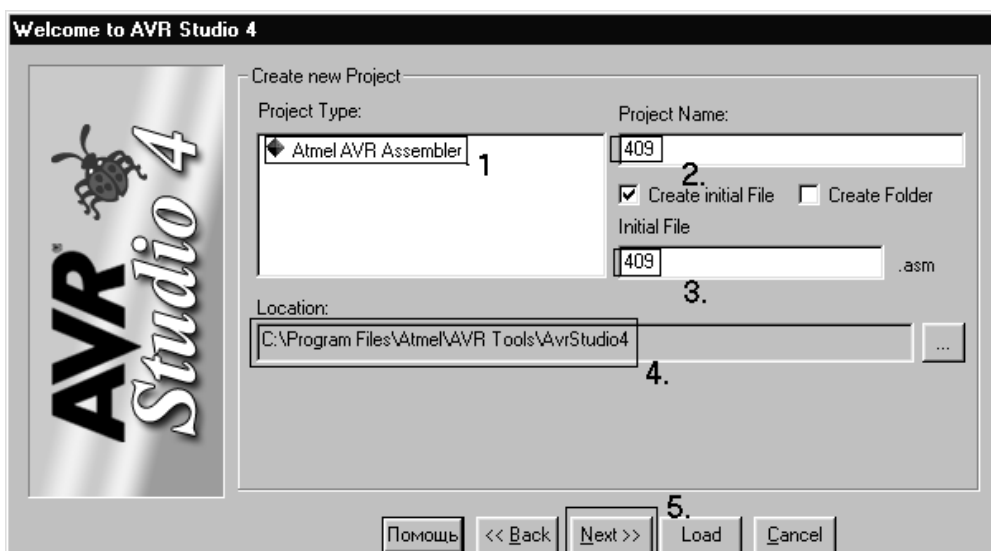 Welcome to AVR Studio 4
AVR® Studio 4
Create new Project
Project Type:
Atmel AVR Assembler
1
Project Name:
409
2.
Create initial File
Create Folder
Initial File
409
.asm
3.
Location:
C:\Program Files\Atmel\AVR Tools\AvrStudio4
...
4.
5.
Помощь << Back Next >> Load Cancel